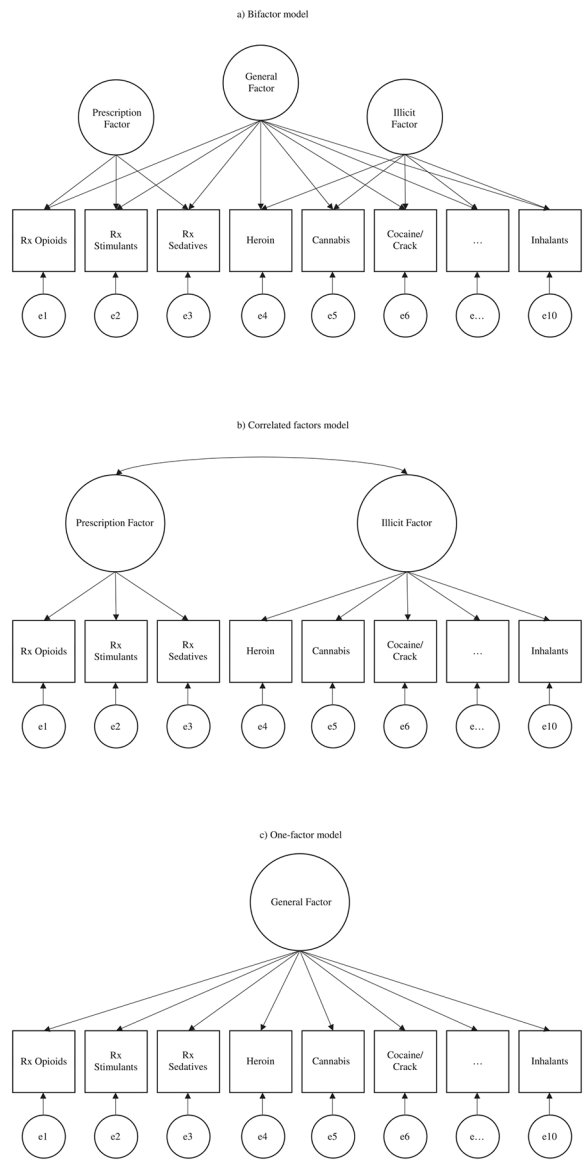 a) Bifactor model
General
Factor
Prescription
Factor
Illicit
Factor
Rx Opioids
Rx
Stimulants
Rx
Sedatives
Heroin
Cannabis
Cocaine/
Crack
…
Inhalants
e1
e2
e3
e4
e5
e6
e…
e10
b) Correlated factors model
Prescription Factor
Illicit Factor
Rx Opioids
Rx
Stimulants
Rx
Sedatives
Heroin
Cannabis
Cocaine/
Crack
…
Inhalants
e1
e2
e3
e4
e5
e6
e…
e10
c) One-factor model
General Factor
Rx Opioids
Rx
Stimulants
Rx
Sedatives
Heroin
Cannabis
Cocaine/
Crack
…
Inhalants
e1
e2
e3
e4
e5
e6
e…
e10